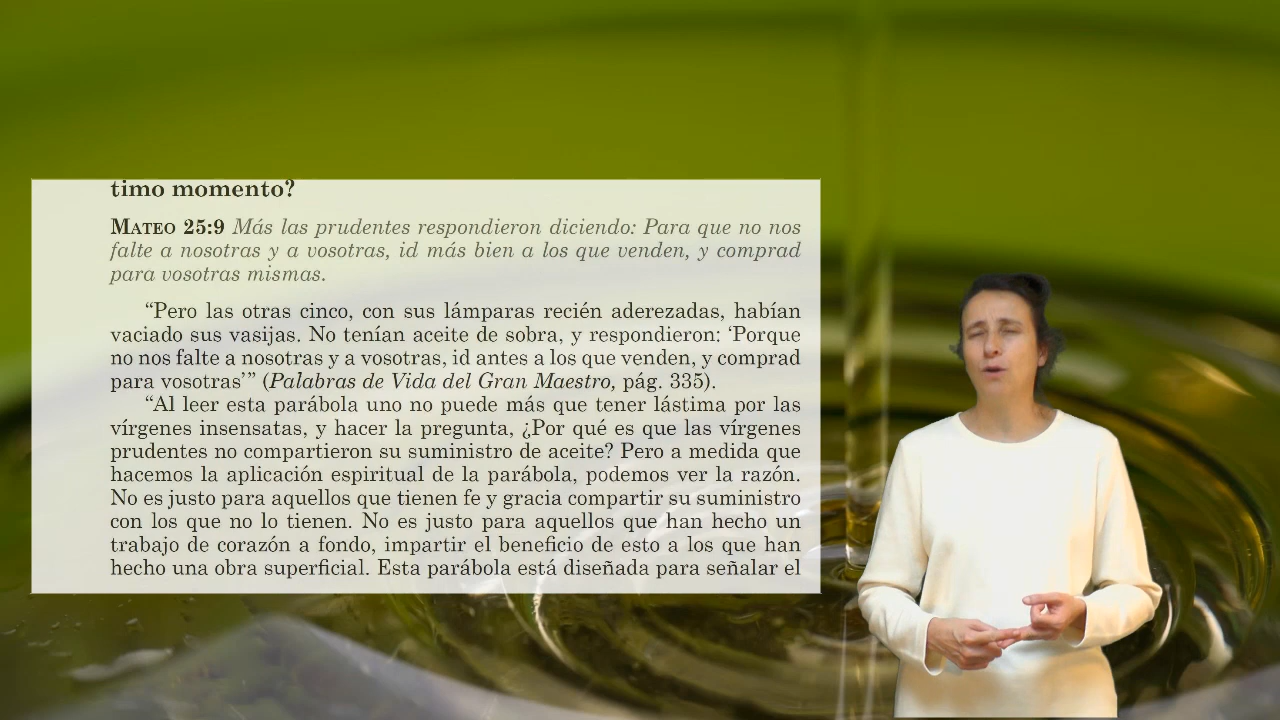 timo momento?
MATEO 25:9 Más las prudentes respondieron diciendo: Para que no nos
falte a nosotras y a vosotras, id más bien a los que venden, y comprad
para vosotras mismas.
“Pero las otras cinco, con sus lámparas recién aderezadas, habían
vaciado sus vasijas. No tenían aceite de sobra, y respondieron: ‘Porque
no nos falte a nosotras y a vosotras, id antes a los que venden, y comprad
para vosotras’” (Palabras de Vida del Gran Maestro, pág. 335).
“Al leer esta parábola uno no puede más que tener lástima por las
vírgenes insensatas, y hacer la pregunta, ¿Por qué es que las vírgenes
prudentes no compartieron su suministro de aceite? Pero a medida que
hacemos la aplicación espiritual de la parábola, podemos ver la razón.
No es justo para aquellos que tienen fe y gracia compartir su suministro
con los que no lo tienen. No es justo para aquellos que han hecho un
trabajo de corazón a fondo, impartir el beneficio de esto a los que han
hecho una obra superficial. Esta parábola está diseñada para señalar el